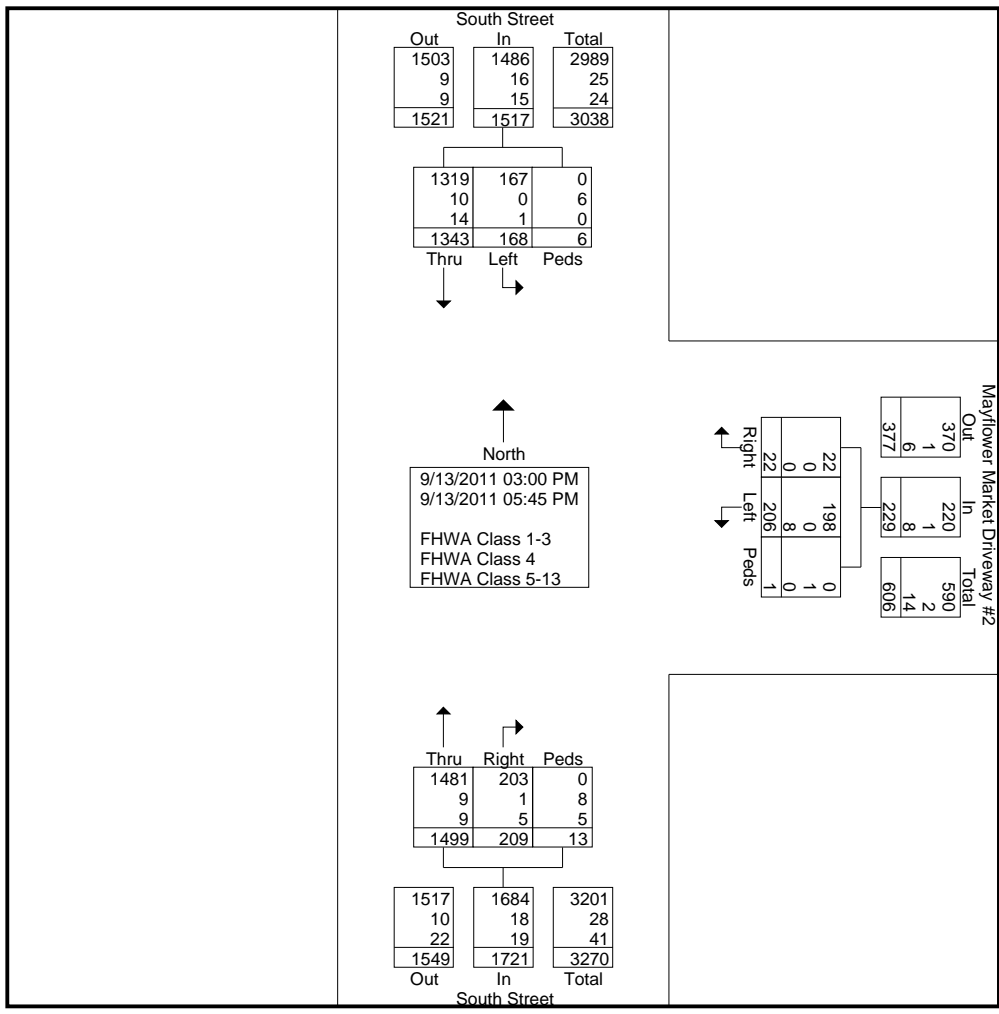 South Street
Out In Total
1503 1486 2989
9 16 25
9 15 24
1521 1517 3038
1319 167 0
10 0 6
14 1 0
1343 168 6
Thru Left Peds
Mayflower Market Driveway #2
Out In Total
370 220 590
1 1 2
6 8 14
377 229 606
22 198 0
0 0 1
0 8 0
22 206 1
Right Left Peds
North
9/13/2011 03:00 PM
9/13/2011 05:45 PM
FHWA Class 1-3
FHWA Class 4
FHWA Class 5-13
Thru Right Peds
1481 203 0
9 1 8
9 5 5
1499 209 13
1517 1684 3201
10 18 28
22 19 41
1549 1721 3270
Out In Total
South Street